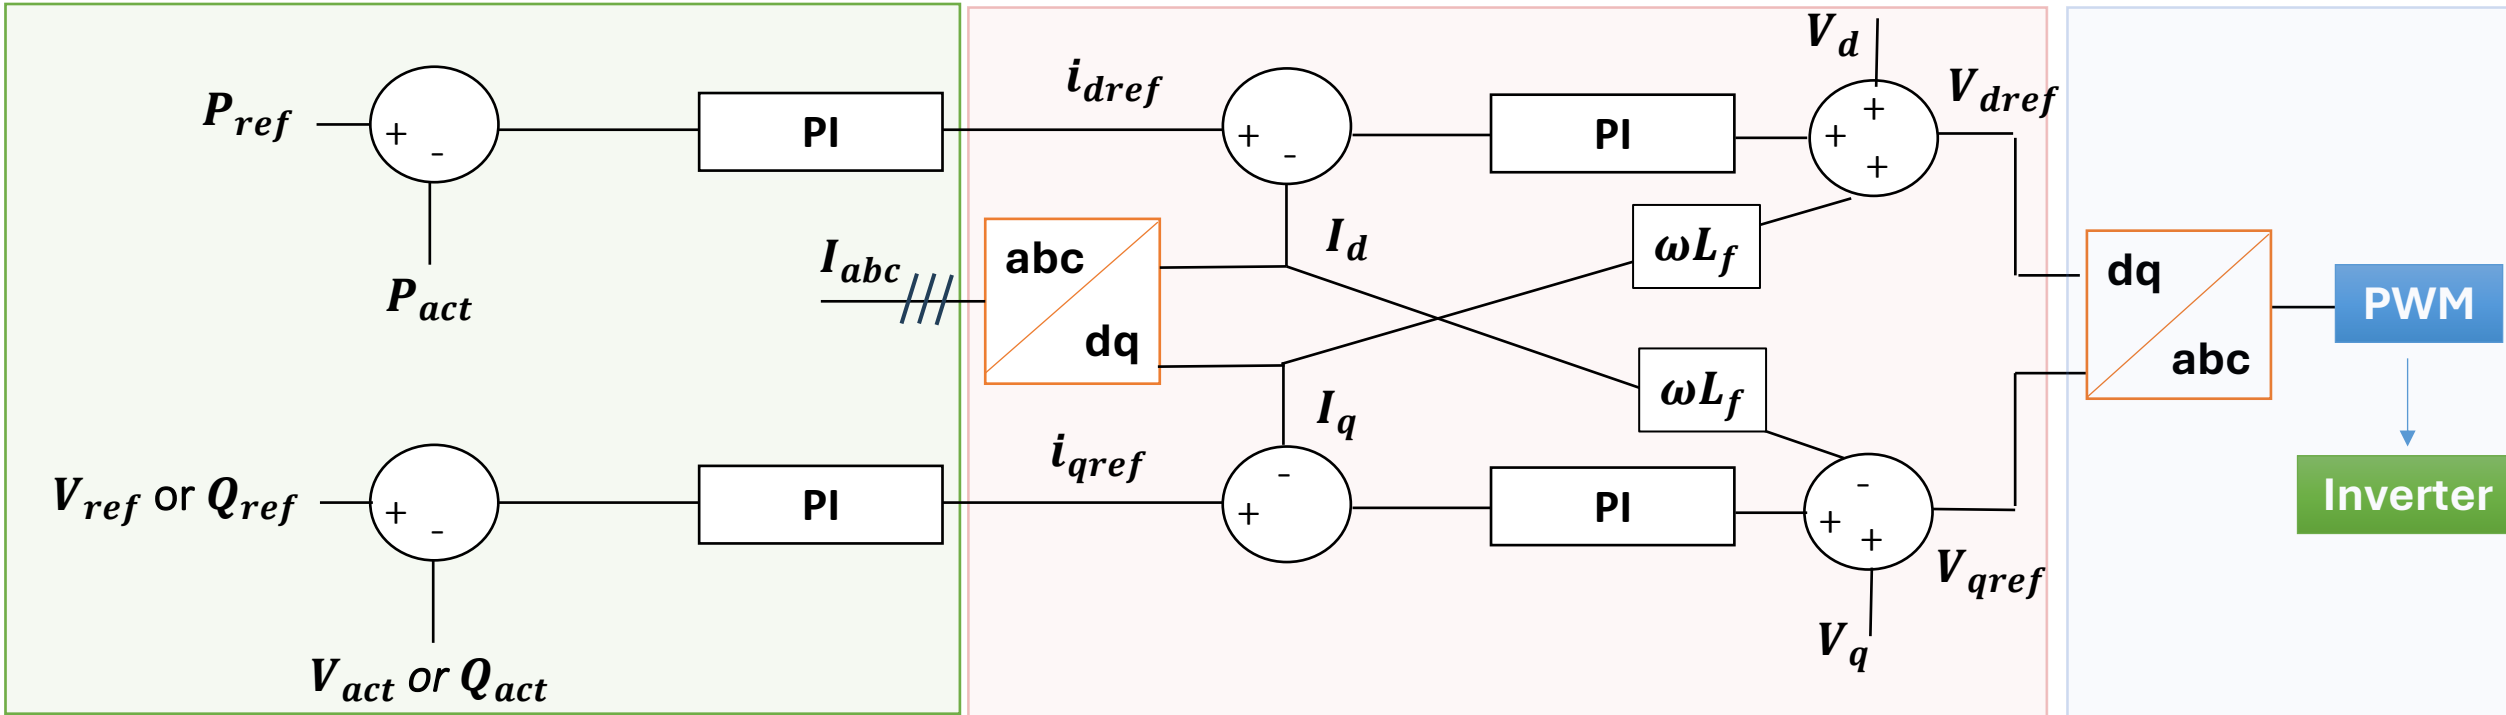 V_d
P_ref
+
-
PI
i_dref
+
-
PI
+
+
+
V_dref
P_act
I_abc
abc
dq
I_d
ωL_f
dq
abc
PWM
I_q
ωL_f
V_ref or Q_ref
+
-
PI
i_qref
-
+
PI
-
+
+
V_qref
Inverter
V_act or Q_act
V_q